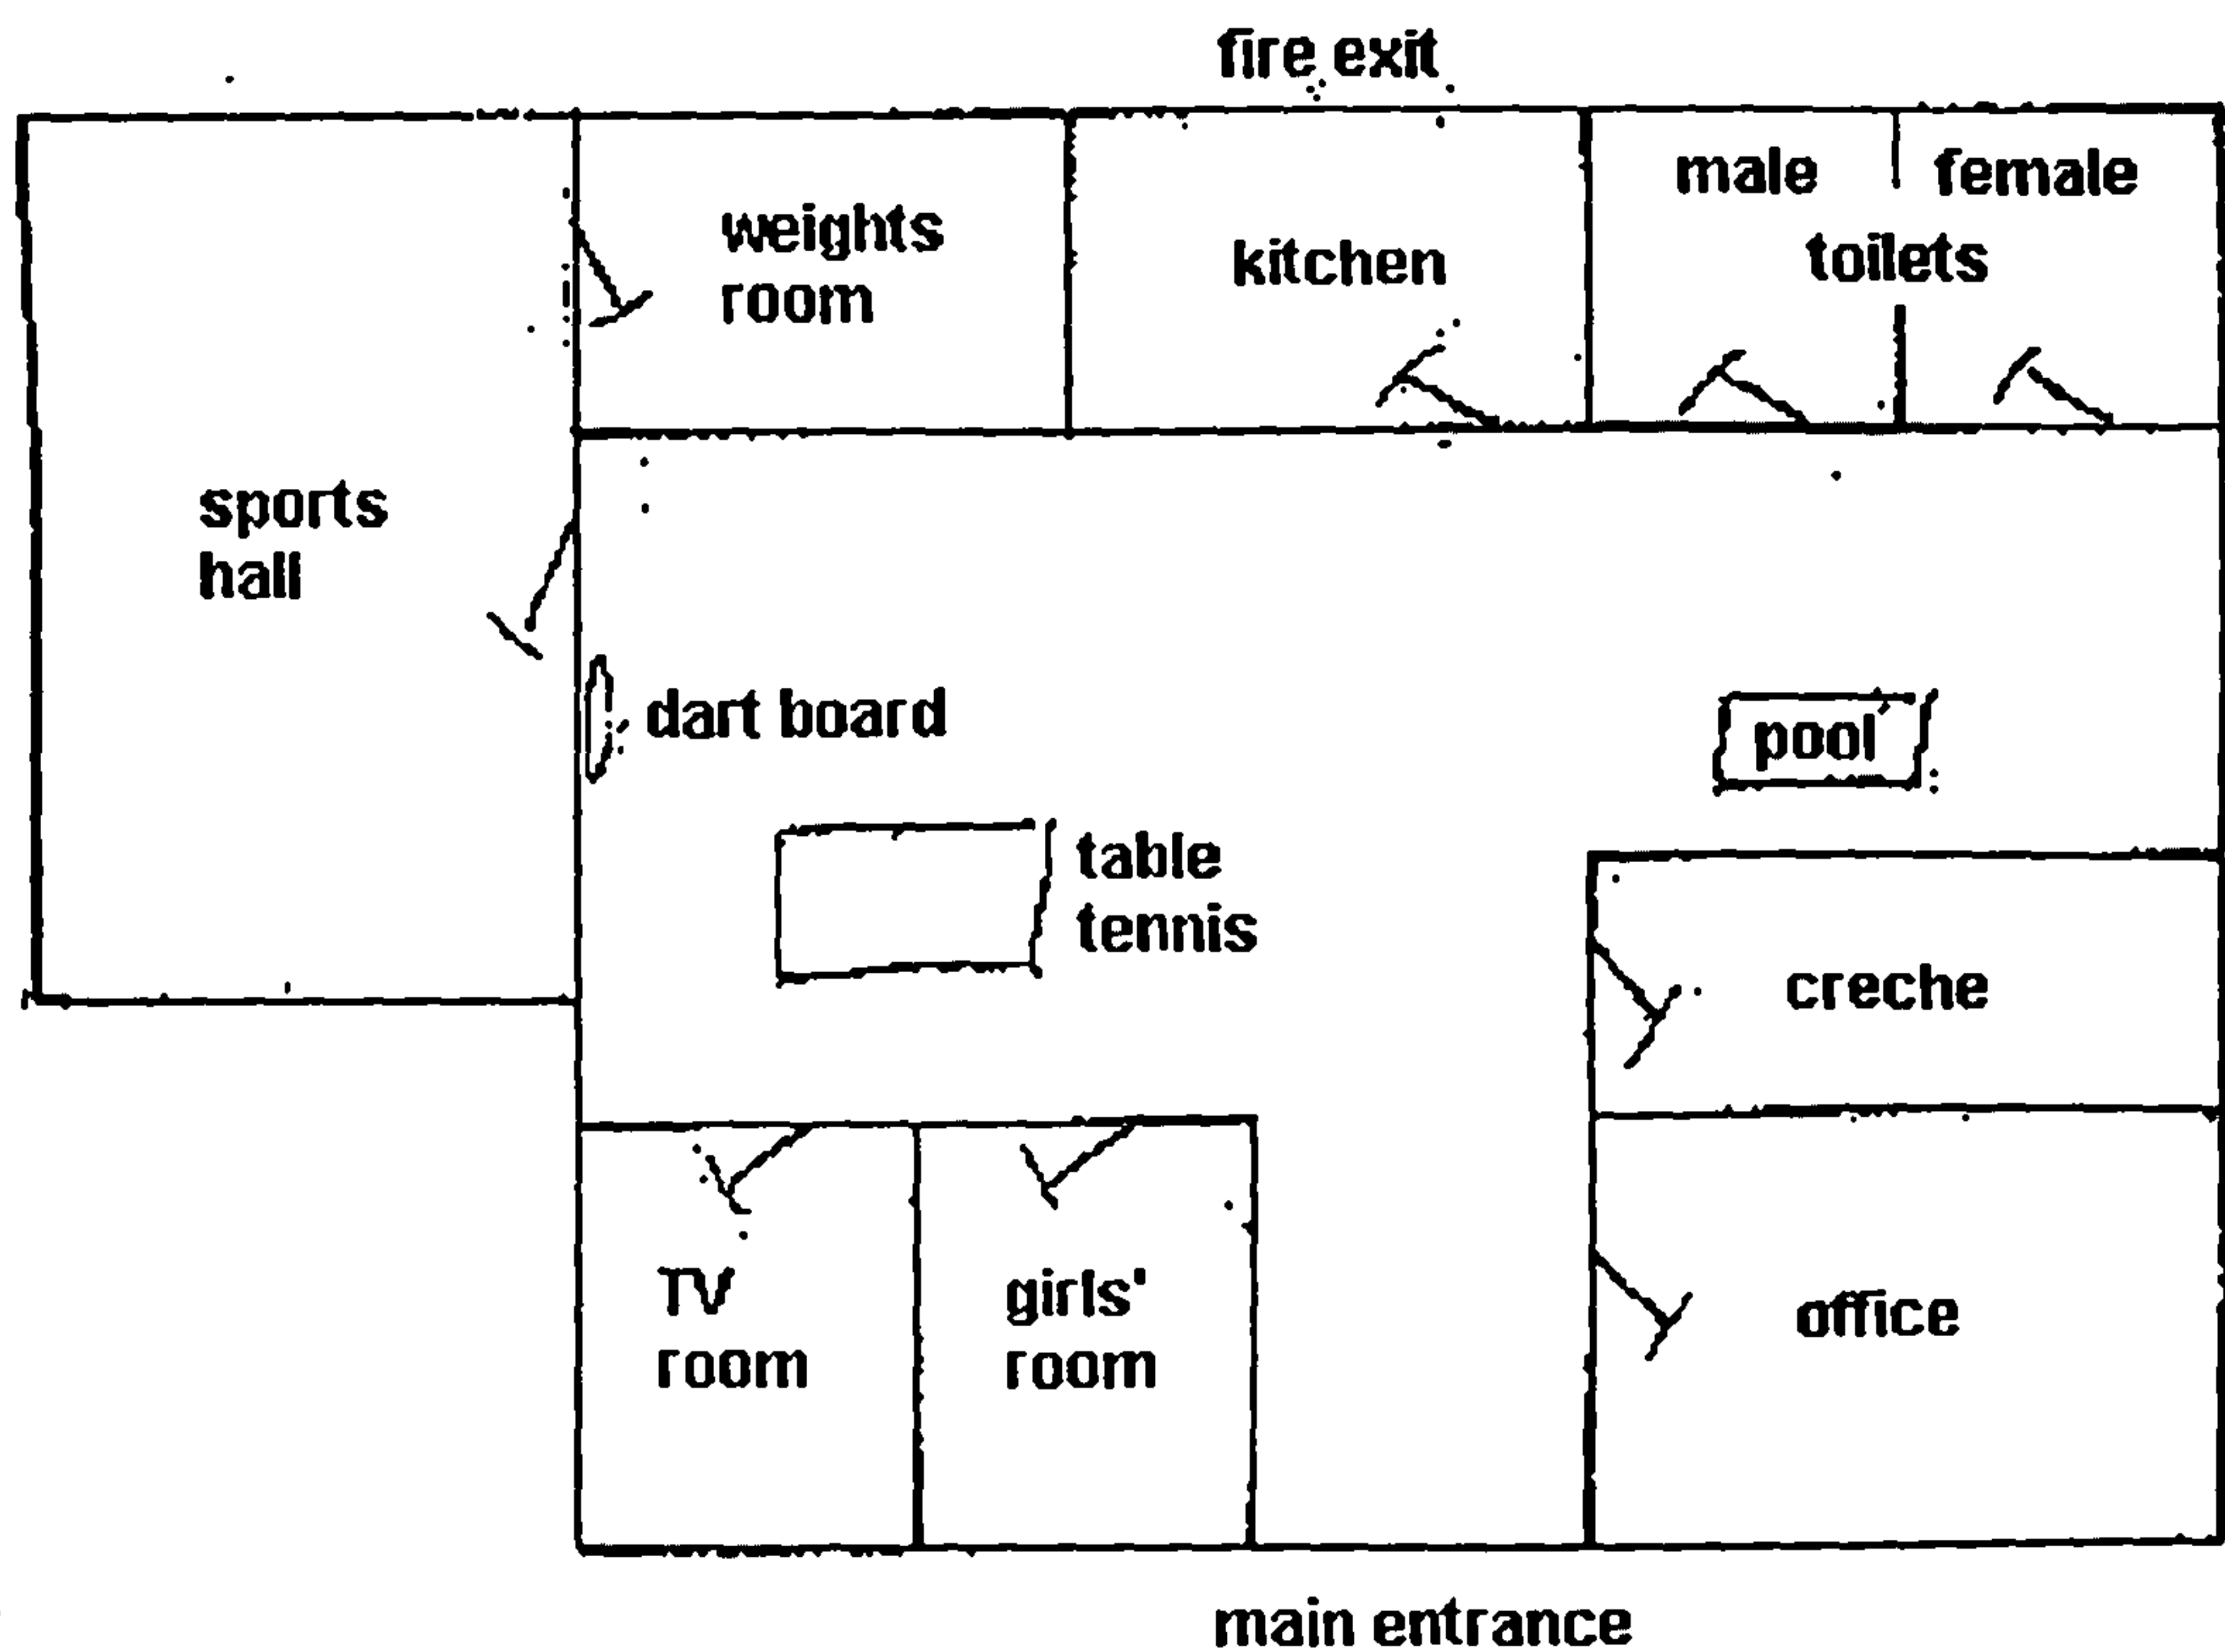 fire exit
male
female
toilets
weights
room
kitchen
sports
hall
dart board
pool
table
tennis
creche
TV
room
girls'
room
office
main entrance